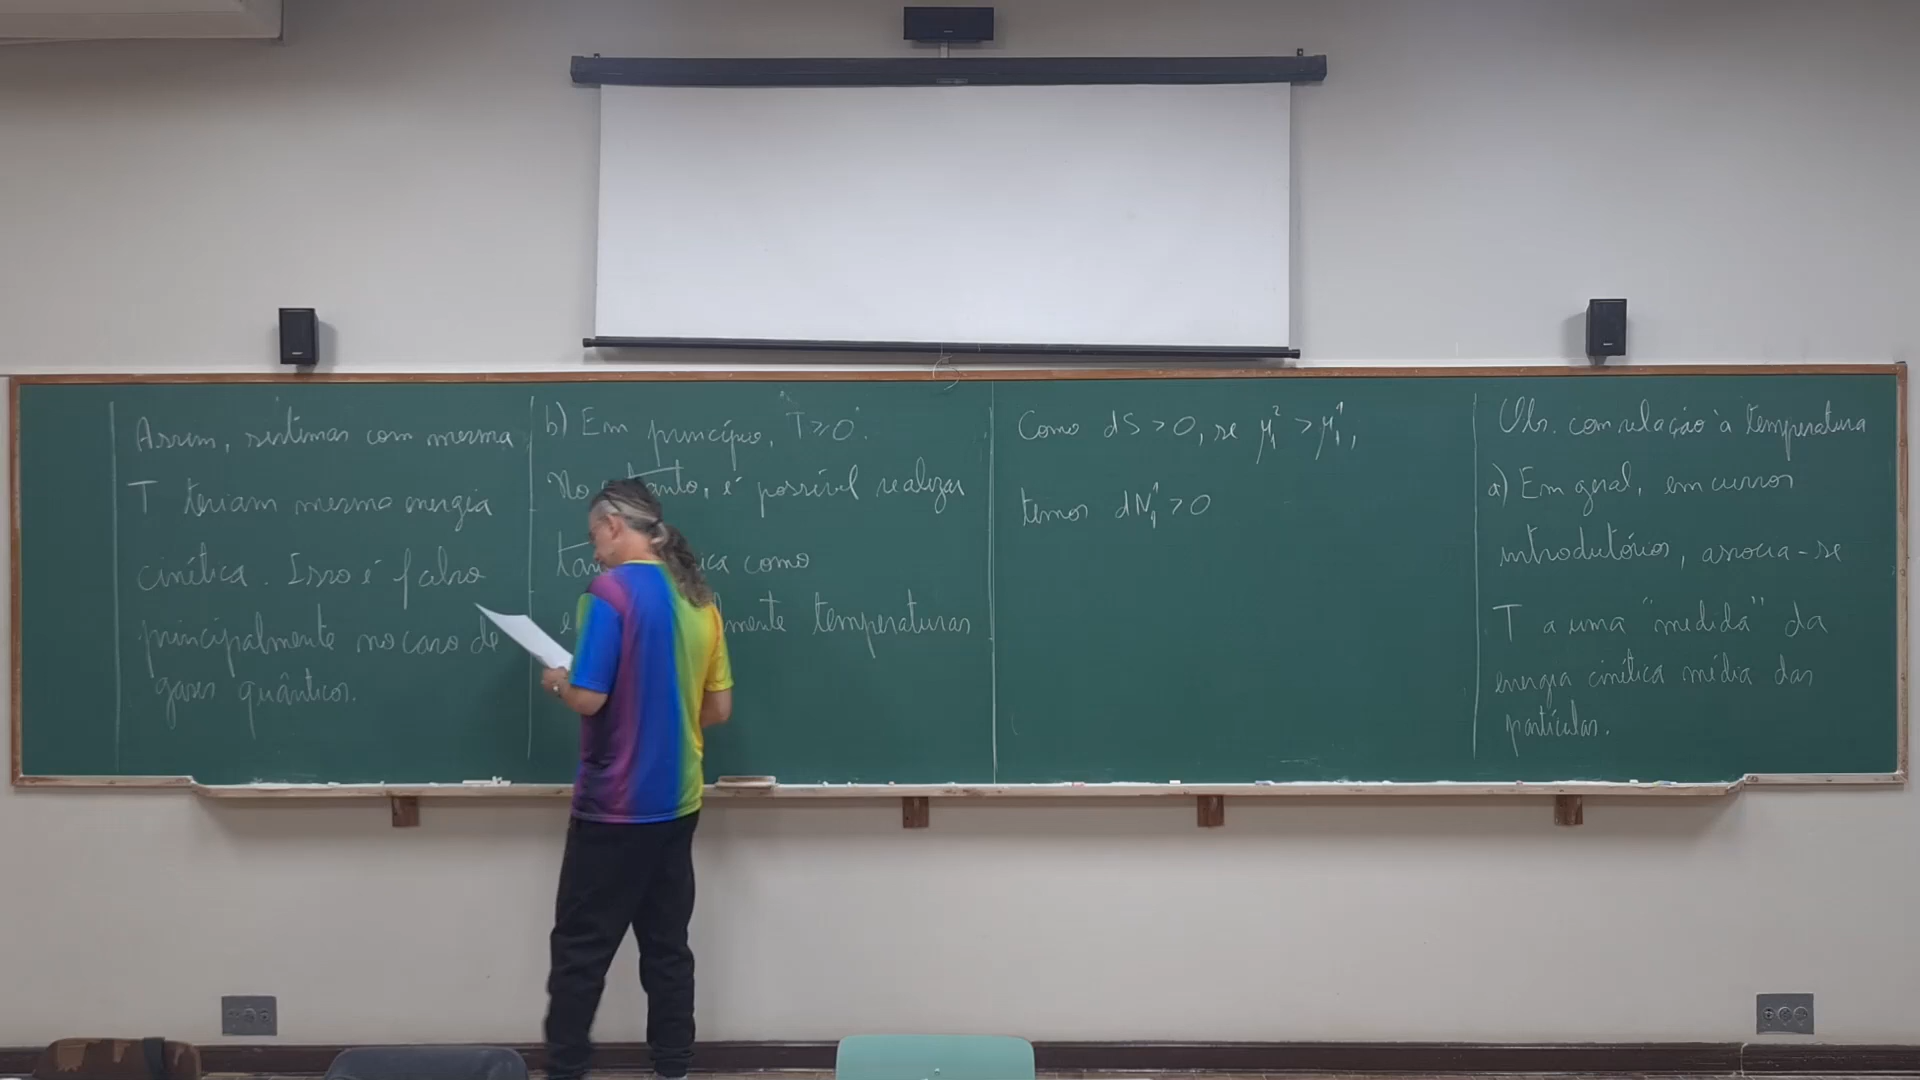 Assim, sistemas com mesma
T teriam mesma energia
cinética. Isso é falso
principalmente no caso de
gases quânticos.
b) Em princípio, "T ≥ 0".
No entanto, é possível realizar
como
temperaturas
Como dS > 0, se μ₁² > μ₁¹,
temos dN₁¹ > 0
Obs. com relação à temperatura
a) Em geral, em cursos
introdutórios, associa-se
T a uma "medida" da
energia cinética média das
partículas.